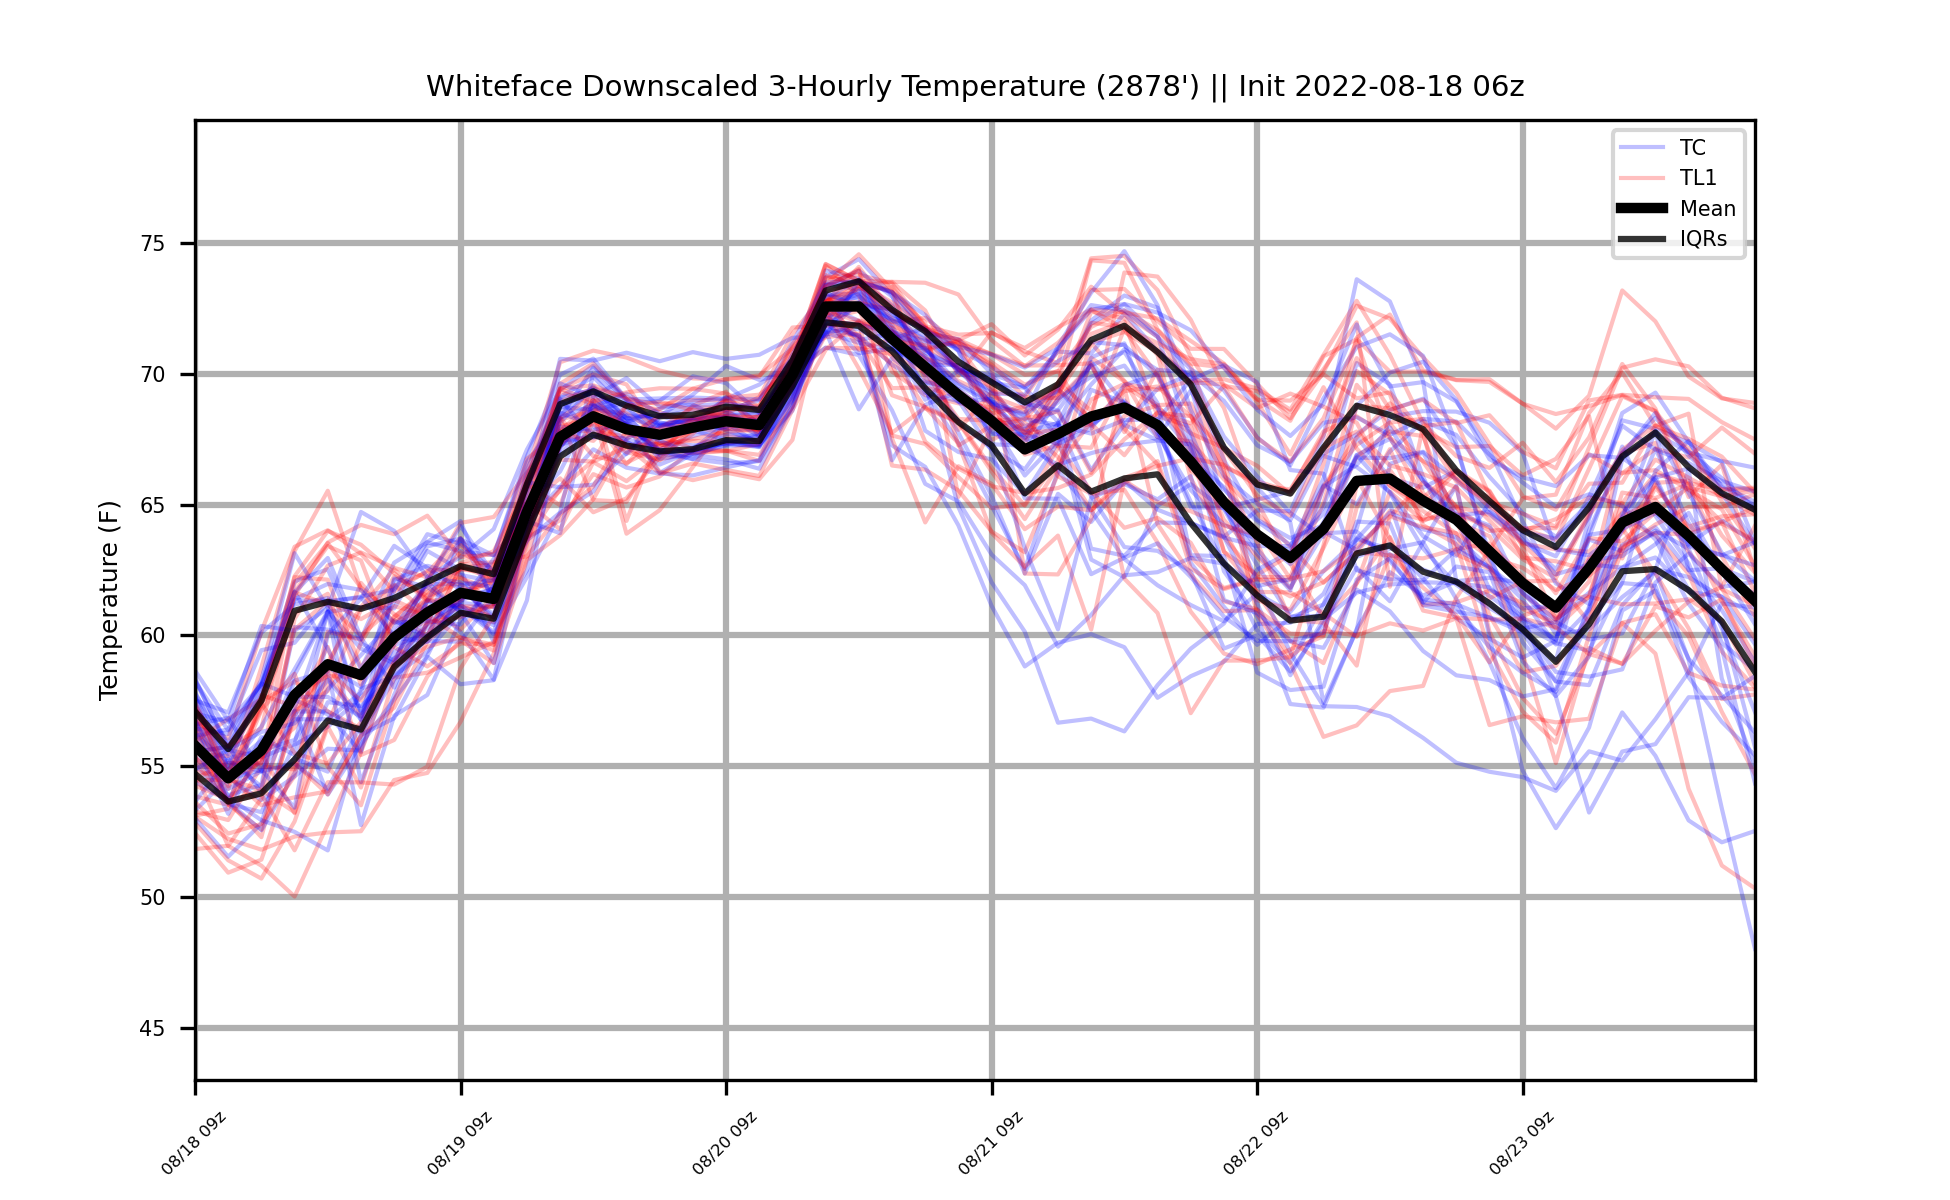 Whiteface Downscaled 3-Hourly Temperature (2878') || Init 2022-08-18 06z
TC
TL1
Mean
IQRs
Temperature (F)
75
70
65
60
55
50
45
08/18 09z
08/19 09z
08/20 09z
08/21 09z
08/22 09z
08/23 09z